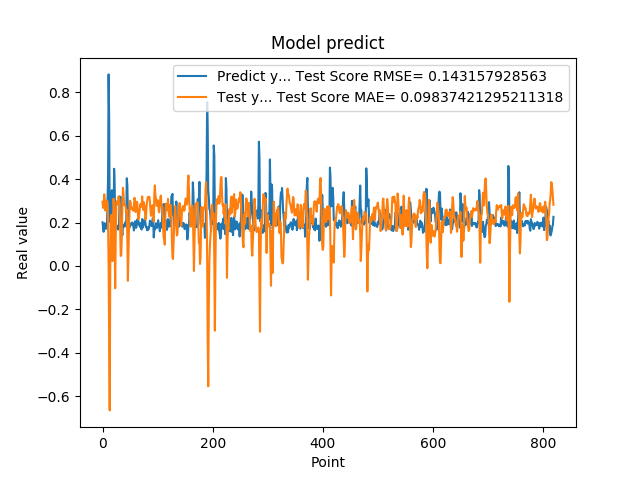 Model predict
Predict y... Test Score RMSE= 0.143157928563
Test y... Test Score MAE= 0.09837421295211318
Real value
0.8
0.6
0.4
0.2
0.0
−0.2
−0.4
−0.6
0 200 400 600 800
Point